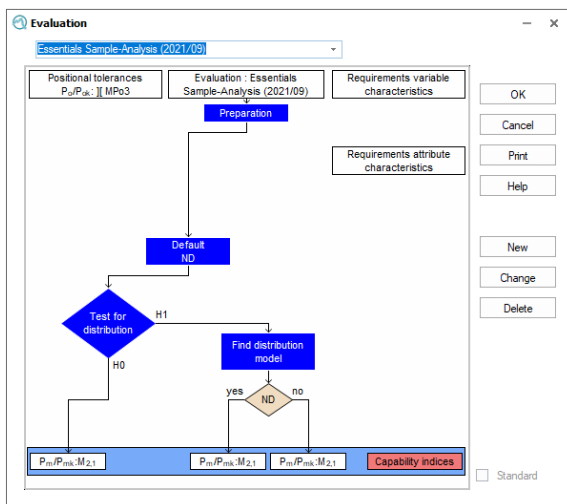 Evaluation
Essentials Sample-Analysis (2021/09)
Positional tolerances
Po/Pok: ][ MPo3
Evaluation : Essentials
Sample-Analysis (2021/09)
Requirements variable
characteristics
Preparation
Requirements attribute
characteristics
Default
ND
Test for
distribution
H1
H0
Find distribution
model
yes
ND
no
Pm/Pmk:M2,1
Pm/Pmk:M2,1
Pm/Pmk:M2,1
Capability indices
OK
Cancel
Print
Help
New
Change
Delete
Standard